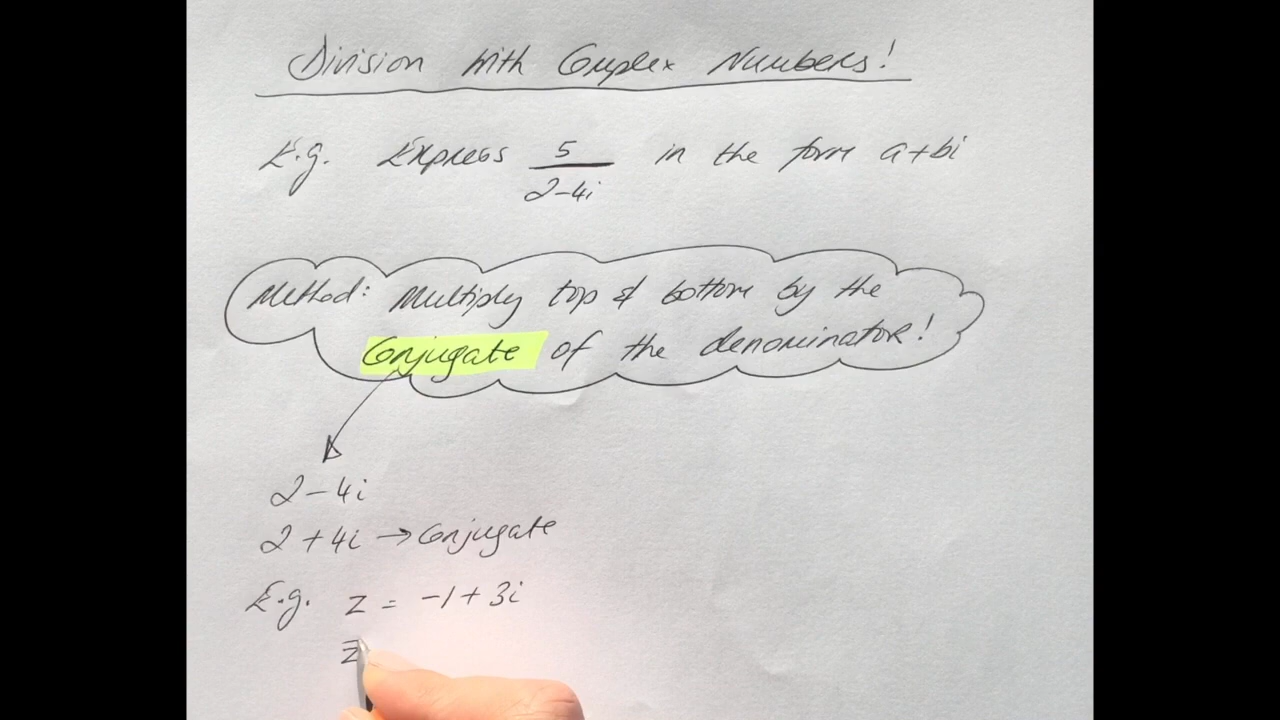 Division with Complex Numbers!
E.g. Express 5/2-4i in the form a+bi
Method: Multiply top & bottom by the
Conjugate of the denominator!
2-4i
2+4i → Conjugate
E.g. z = -1+3i
z̄